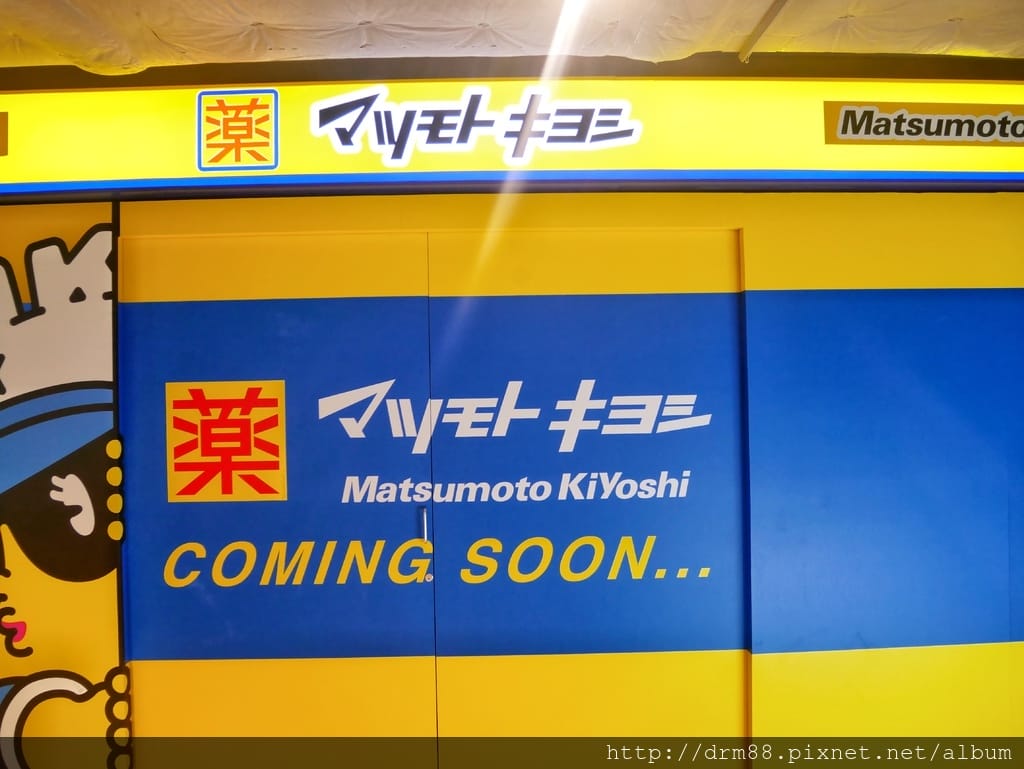 薬 マツモトキヨシ
Matsumoto
薬
マツモトキヨシ
Matsumoto KiYoshi
COMING SOON...
http://drm88.pixnet.net/album